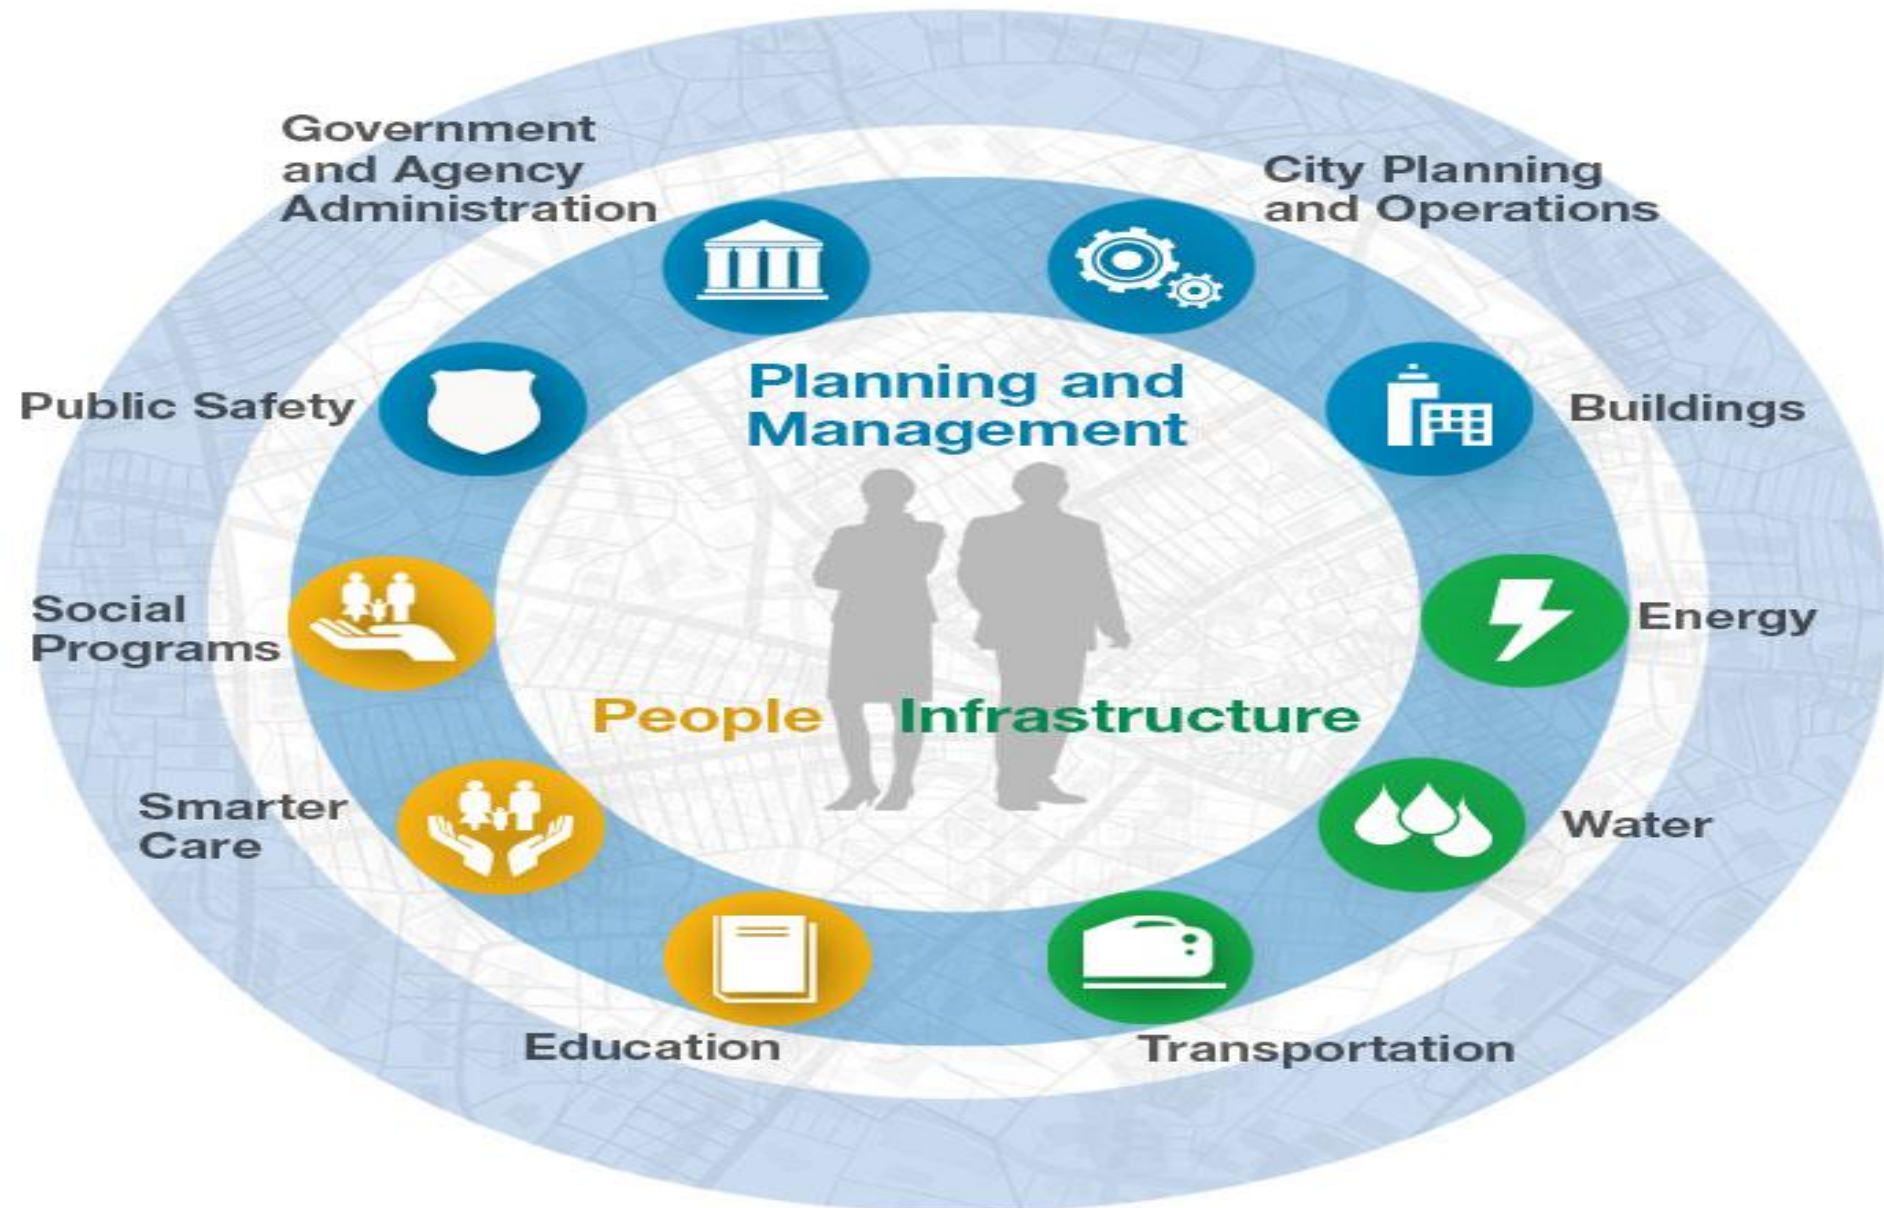 Government
and Agency
Administration
City Planning
and Operations
Public Safety
Planning and
Management
Buildings
Social
Programs
Energy
People
Infrastructure
Smarter
Care
Water
Education
Transportation